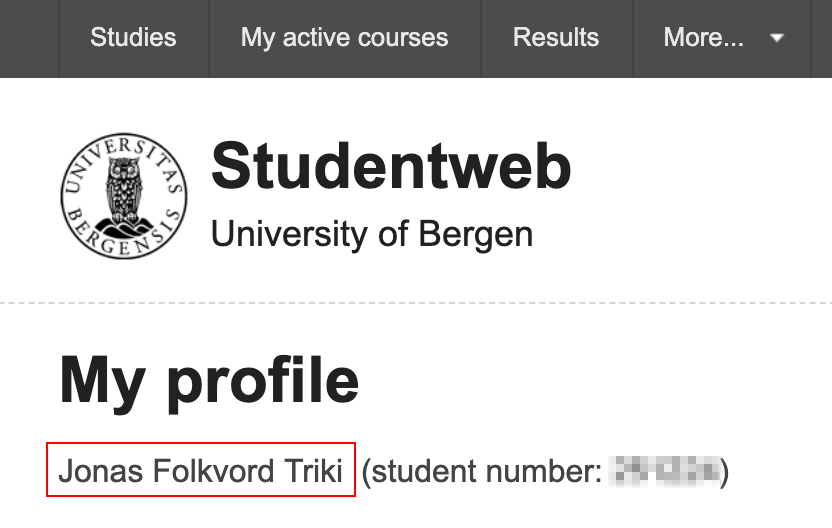 Studies My active courses Results More...
UNIVERSITAS BERGENSIS
Studentweb
University of Bergen
My profile
Jonas Folkvord Triki (student number: )